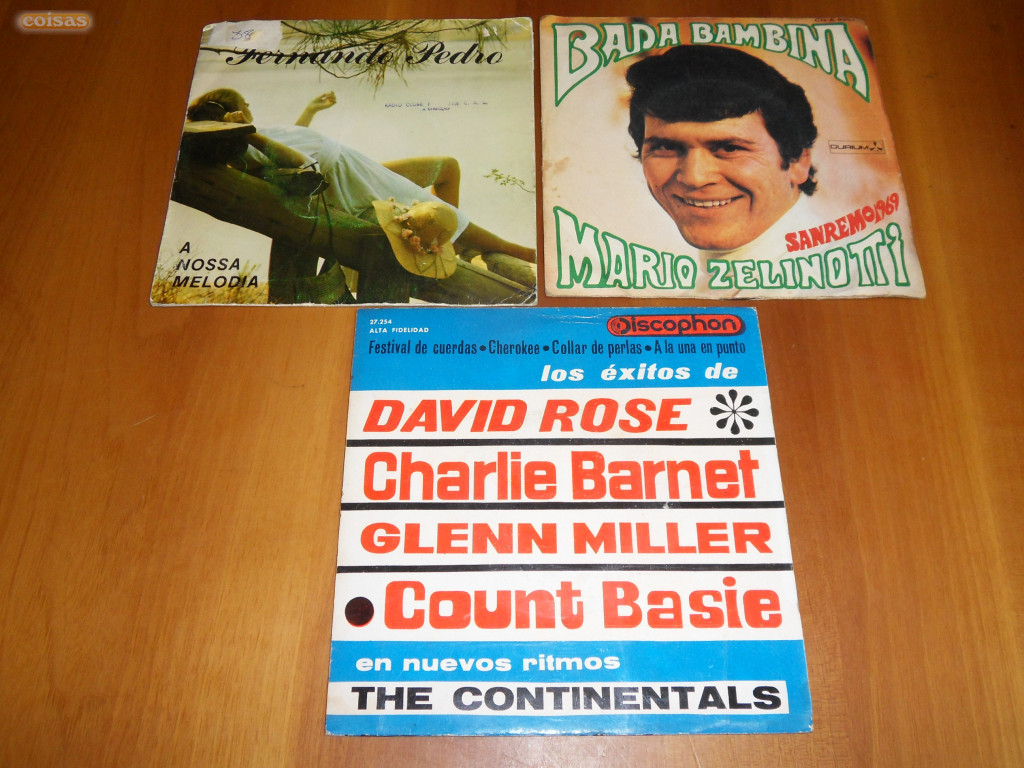 coisas
Fernando Pedro
A
NOSSA
MELODIA
BADA BAMBINA
DURIUM
SANREMO 1969
MARIO ZELINOTTI
27.254
ALTA FIDELIDAD
Discophon
Festival de cuerdas • Cherokee • Collar de perlas • A la una en punto
los éxitos de
DAVID ROSE
Charlie Barnet
GLENN MILLER
Count Basie
en nuevos ritmos
THE CONTINENTALS